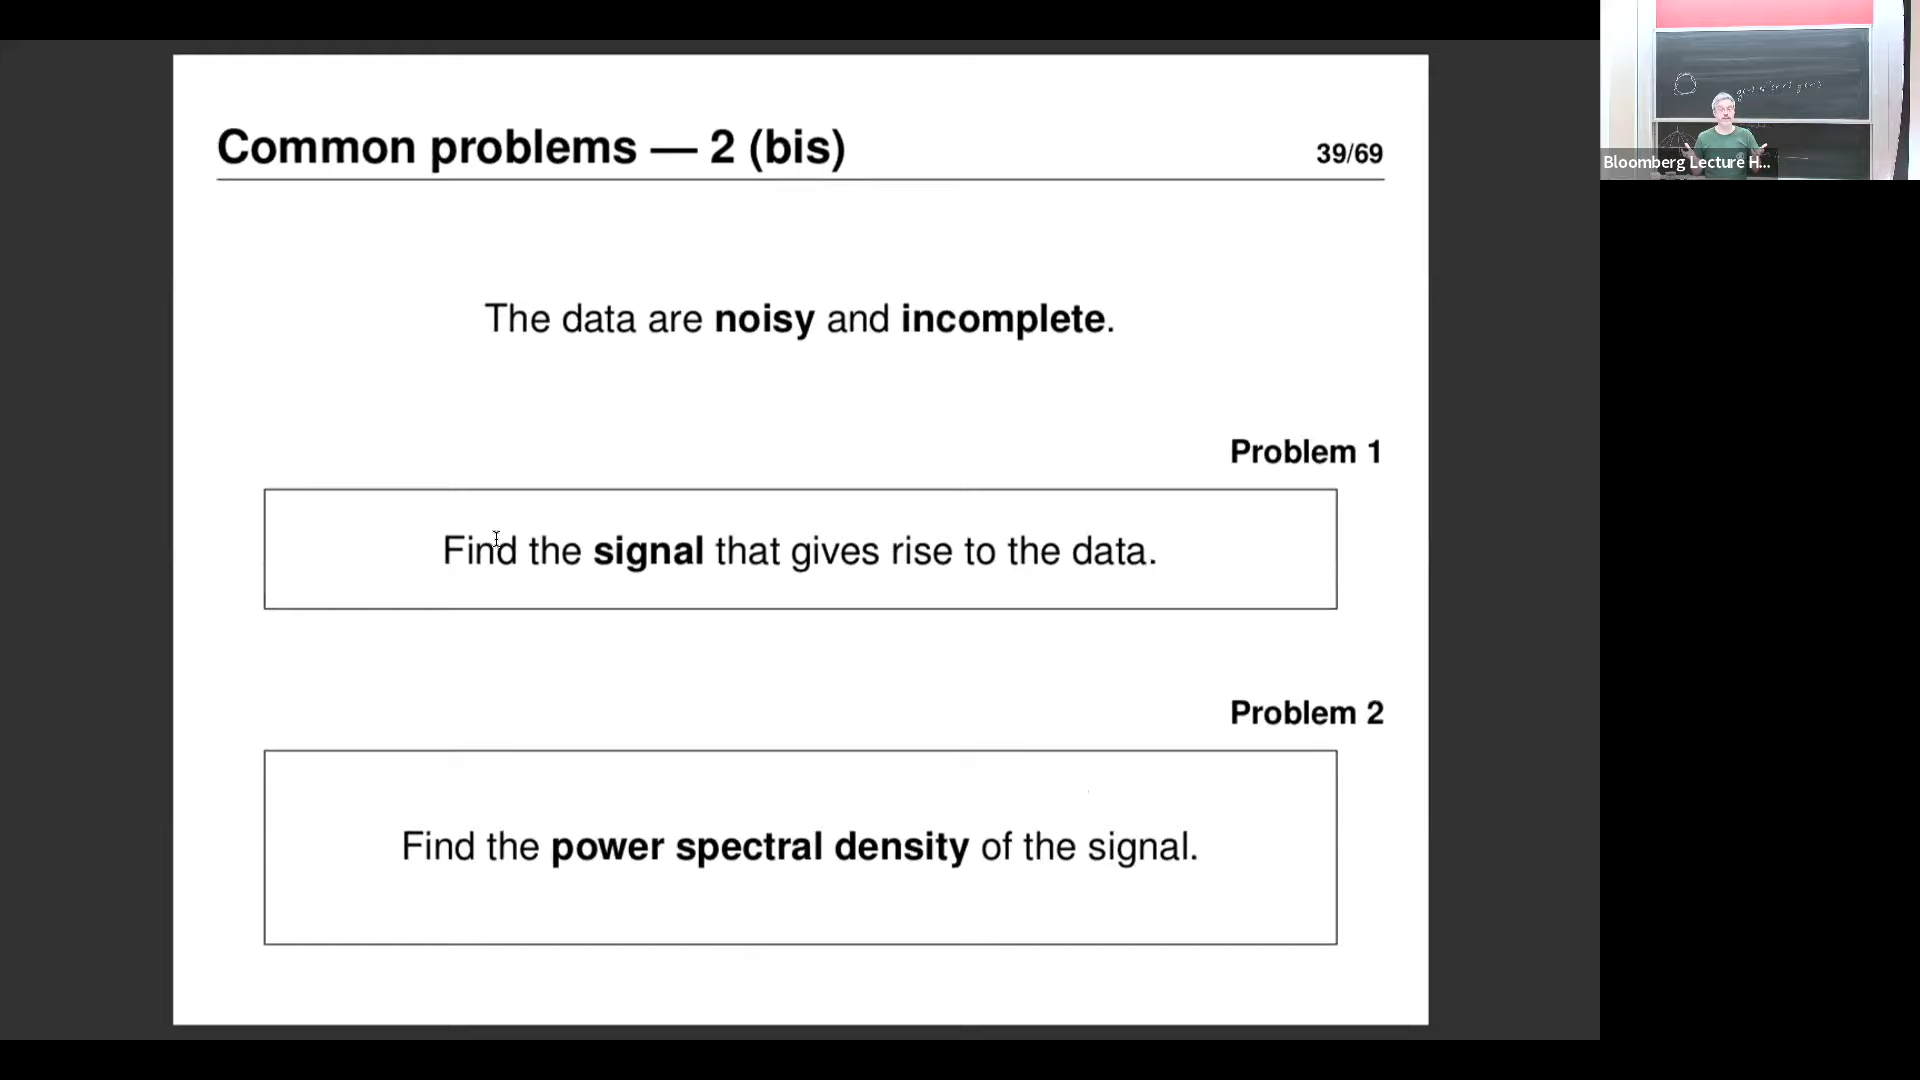 Common problems — 2 (bis)
39/69
The data are noisy and incomplete.
Problem 1
Find the signal that gives rise to the data.
Problem 2
Find the power spectral density of the signal.
Bloomberg Lecture H...